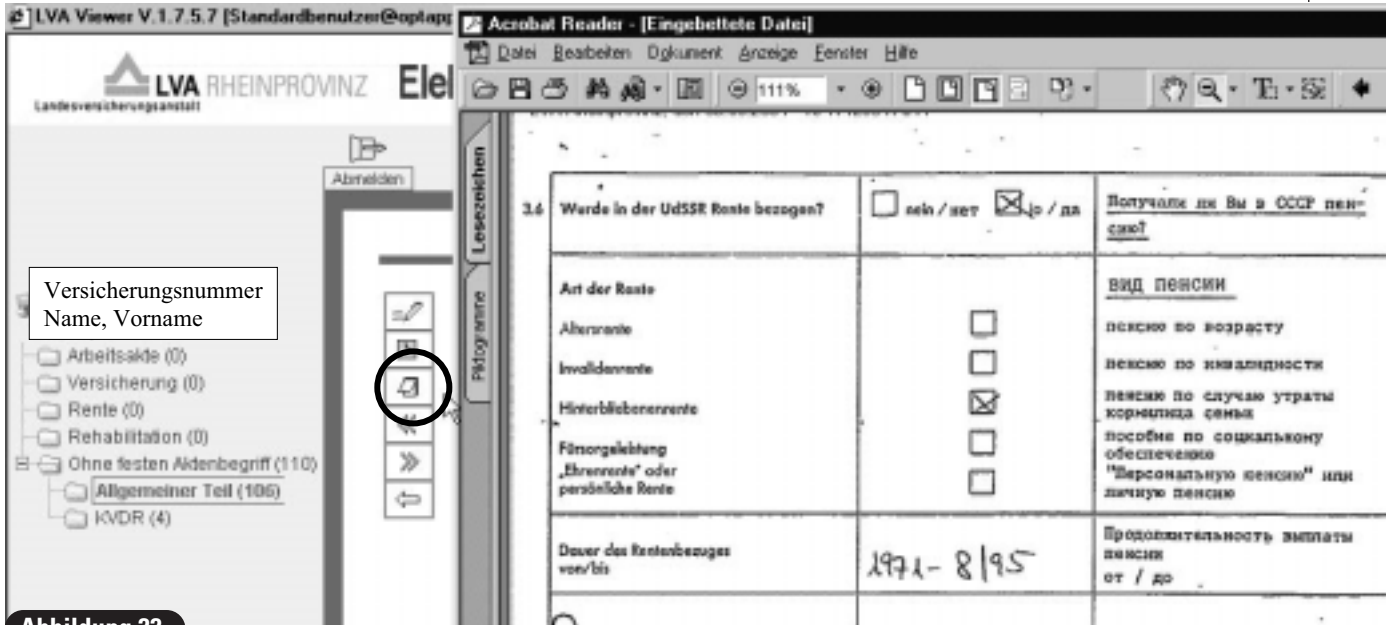 LVA Viewer V.1.7.5.7 [Standardbenutzer@optapp
LVA RHEINPROVINZ
Landesversicherungsanstalt
Elel
Abmelden
Versicherungsnummer
Name, Vorname
Arbeitsakte (0)
Versicherung (0)
Rente (0)
Rehabilitation (0)
Ohne festen Aktenbegriff (110)
Allgemeiner Teil (106)
KVDR (4)
Abbildung 22
Acrobat Reader - [Eingebettete Datei]
Datei Bearbeiten Dokument Anzeige Fenster Hilfe
111%
Lesezeichen
Piktogramme
3.6 Wurde in der UdSSR Rente bezogen? nein / нет ja / да Получали ли Вы в СССР пен-
сию?
Art der Rente вид пенсии
Altersrente пенсию по возрасту
Invalidenrente пенсию по инвалидности
Hinterbliebenenrente пенсию по случаю утраты
кормильца семьи
Fürsorgeleistung пособие по социальному
обеспечению
„Ehrenrente" oder "Персональную пенсию" или
persönliche Rente личную пенсию
Dauer des Rentenbezuges Продолжительность выплаты
пенсии
von/bis 1971 - 8/95 от / до